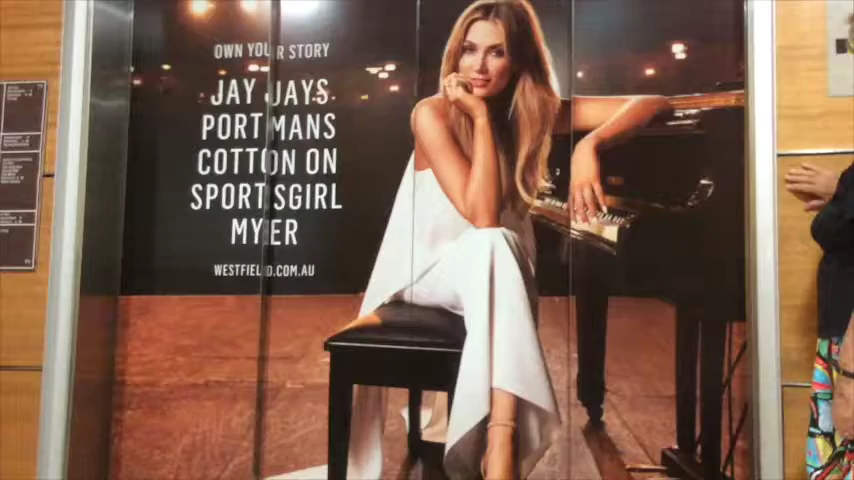 OWN YOUR STORY
JAY JAYS
PORTMANS
COTTON ON
SPORTSGIRL
MYER
WESTFIELD.COM.AU